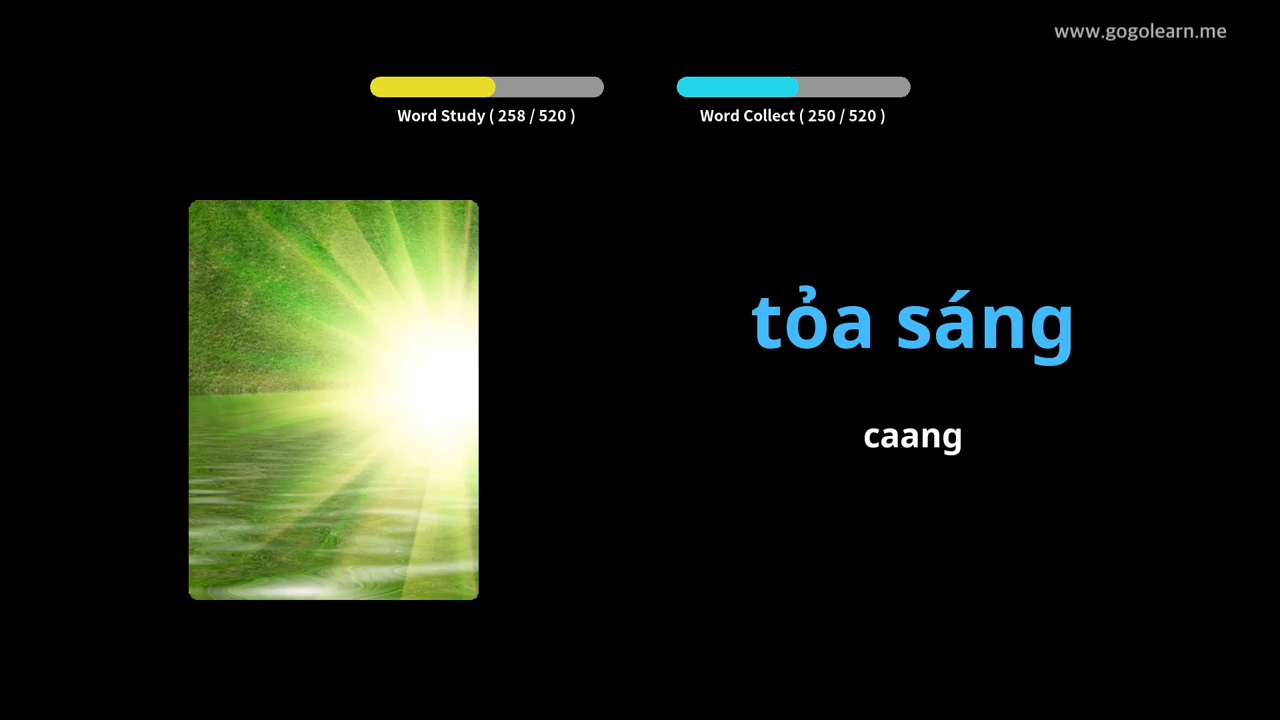 www.gogolearn.me
Word Study ( 258 / 520 )
Word Collect ( 250 / 520 )
tỏa sáng
caang